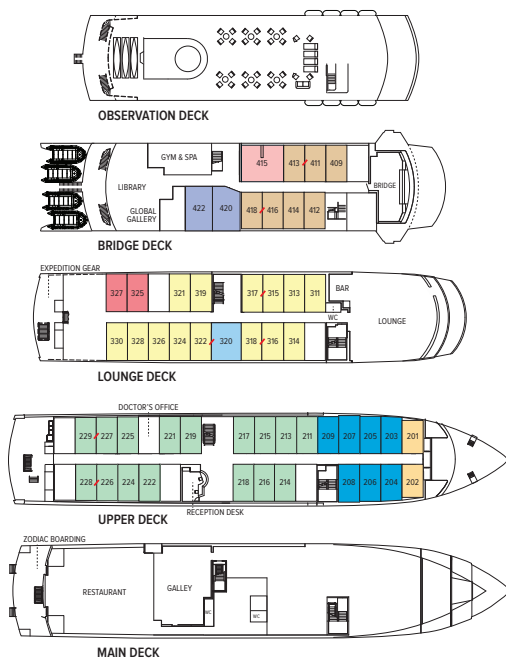 OBSERVATION DECK
GYM & SPA
415 413 411 409
LIBRARY
BRIDGE
GLOBAL
GALLERY
422 420 418 416 414 412
BRIDGE DECK
EXPEDITION GEAR
327 325 321 319 317 315 313 311
BAR
WC
LOUNGE
330 328 326 324 322 320 318 316 314
LOUNGE DECK
DOCTOR'S OFFICE
229 227 225 221 219 217 215 213 211 209 207 205 203 201
228 226 224 222 218 216 214 208 206 204 202
RECEPTION DESK
UPPER DECK
ZODIAC BOARDING
RESTAURANT
GALLEY
WC
WC
MAIN DECK